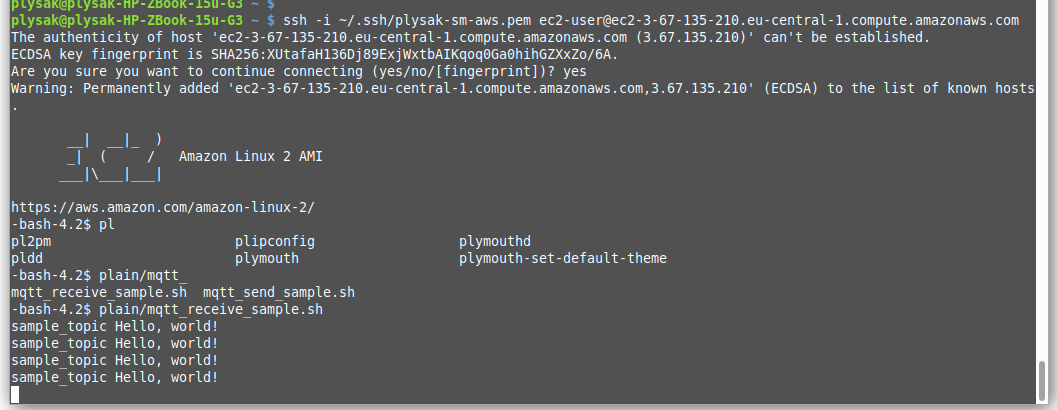 plysak@plysak-HP-ZBook-15u-G3 ~ $
plysak@plysak-HP-ZBook-15u-G3 ~ $ ssh -i ~/.ssh/plysak-sm-aws.pem ec2-user@ec2-3-67-135-210.eu-central-1.compute.amazonaws.com
The authenticity of host 'ec2-3-67-135-210.eu-central-1.compute.amazonaws.com (3.67.135.210)' can't be established.
ECDSA key fingerprint is SHA256:XUtafaH136Dj89ExjWxtbAIKqoq0Ga0hihGZXxZo/6A.
Are you sure you want to continue connecting (yes/no/[fingerprint])? yes
Warning: Permanently added 'ec2-3-67-135-210.eu-central-1.compute.amazonaws.com,3.67.135.210' (ECDSA) to the list of known hosts
.
       __|  __|_  )
       _|  (     /   Amazon Linux 2 AMI
      ___|\___|___|
https://aws.amazon.com/amazon-linux-2/
-bash-4.2$ pl
pl2pm                       plipconfig                  plymouthd
pldd                        plymouth                    plymouth-set-default-theme
-bash-4.2$ plain/mqtt_
mqtt_receive_sample.sh  mqtt_send_sample.sh
-bash-4.2$ plain/mqtt_receive_sample.sh
sample_topic Hello, world!
sample_topic Hello, world!
sample_topic Hello, world!
sample_topic Hello, world!